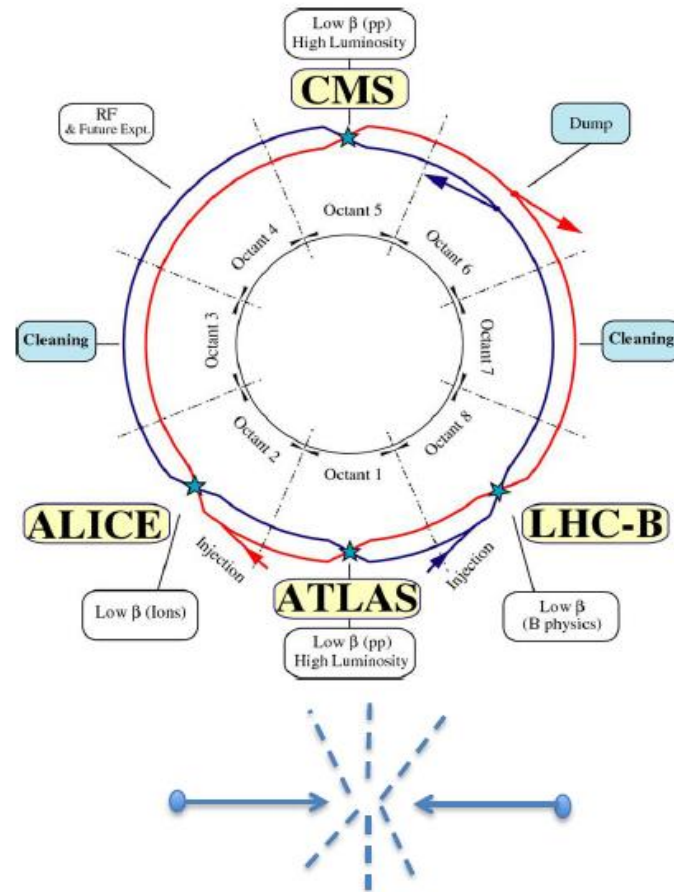 Low β (pp)
High Luminosity
CMS
RF
& Future Expt.
Dump
Octant 5
Octant 4
Octant 6
Cleaning
Octant 3
Octant 7
Cleaning
Octant 2
Octant 8
Octant 1
ALICE
LHC-B
Injection
Injection
ATLAS
Low β (Ions)
Low β (pp)
High Luminosity
Low β
(B physics)